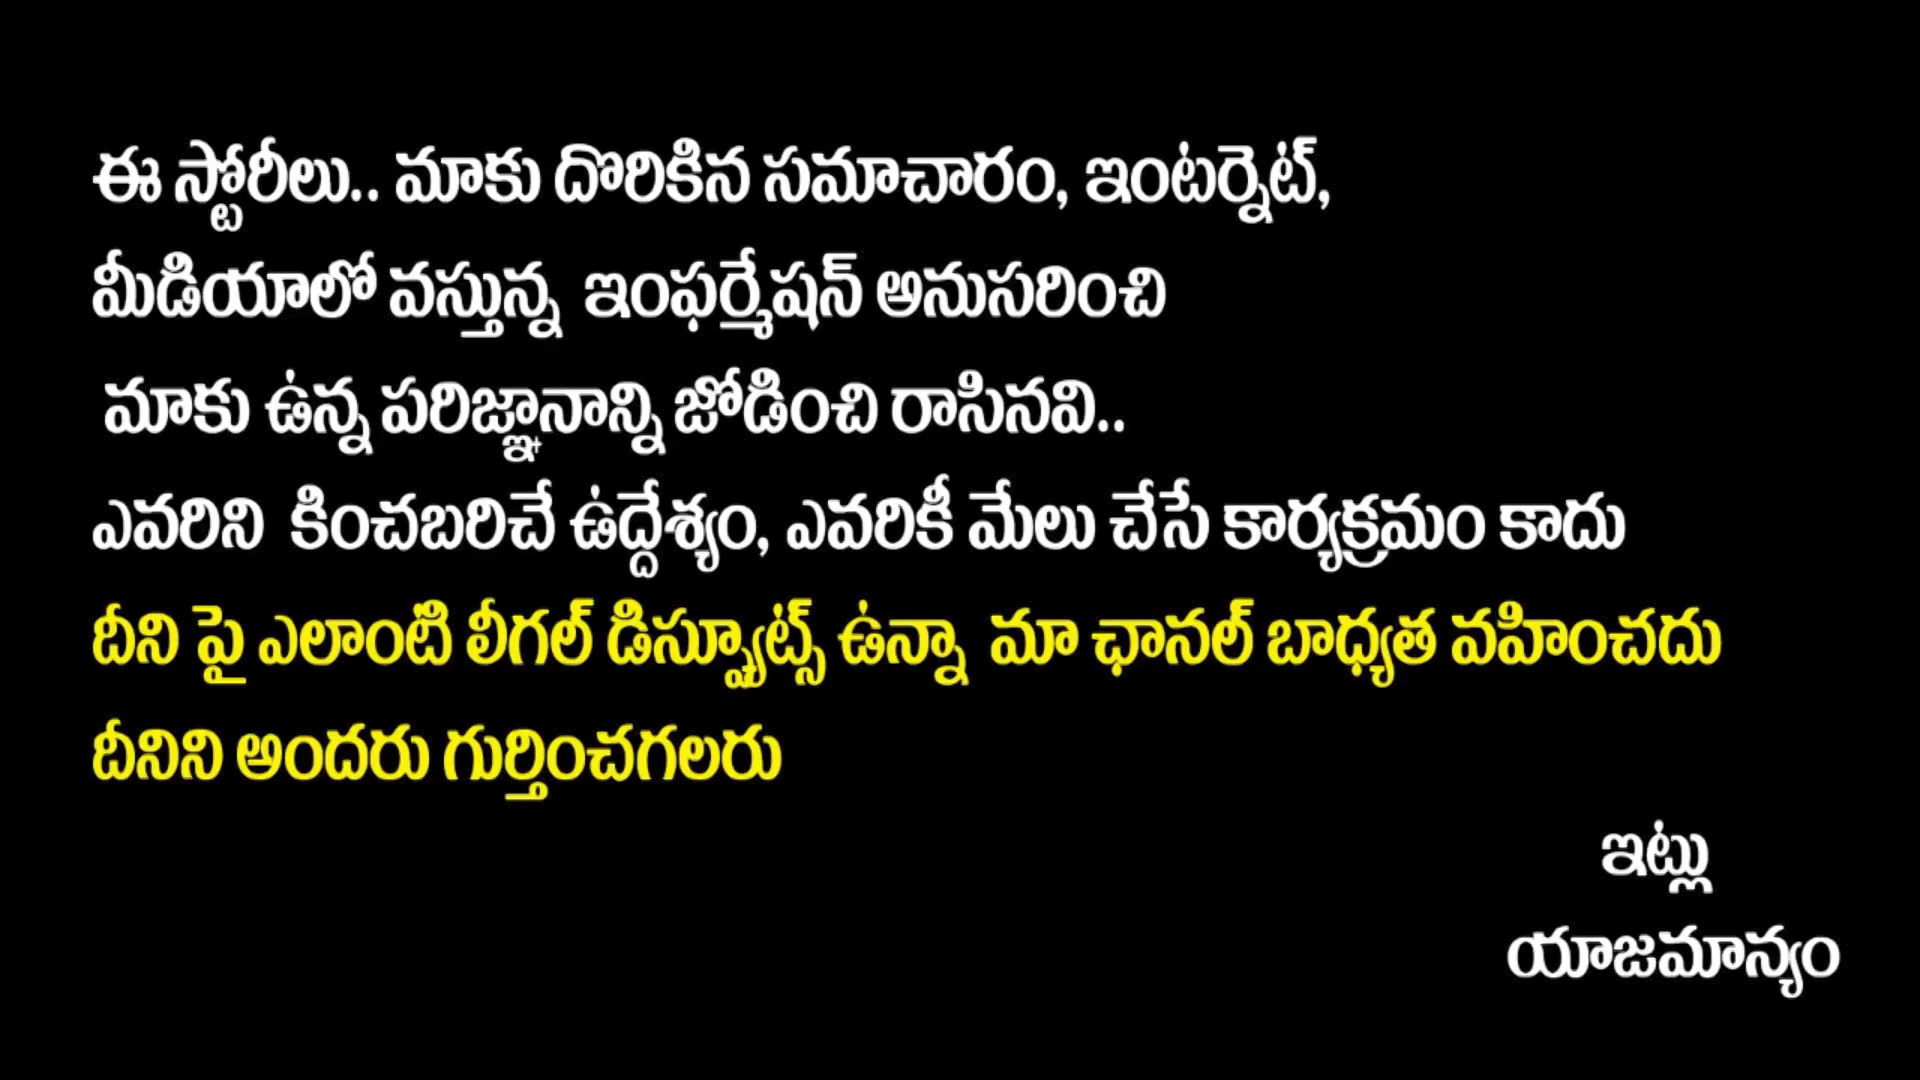 ఈ స్టోరీలు.. మాకు దొరికిన సమాచారం, ఇంటర్నెట్,
మీడియాలో వస్తున్న ఇంఫర్మేషన్ అనుసరించి
మాకు ఉన్న పరిజ్ఞానాన్ని జోడించి రాసినవి..
ఎవరిని కించబరిచే ఉద్దేశ్యం, ఎవరికీ మేలు చేసే కార్యక్రమం కాదు
దీని పై ఎలాంటి లీగల్ డిస్ప్యూట్స్ ఉన్నా మా ఛానల్ బాధ్యత వహించదు
దీనిని అందరు గుర్తించగలరు
ఇట్లు
యాజమాన్యం